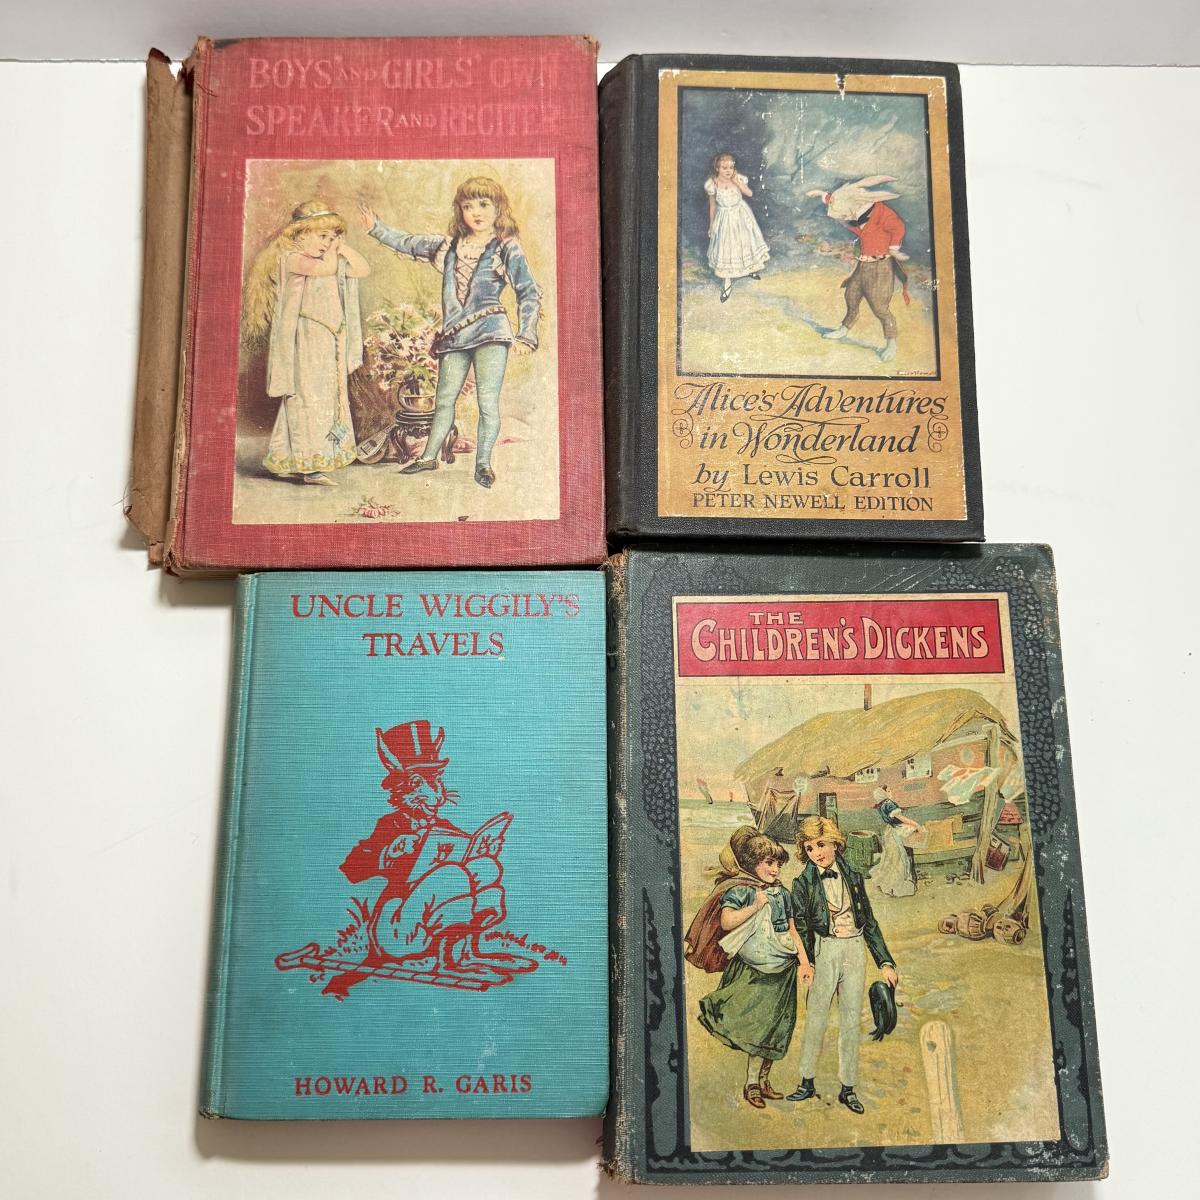 BOYS' AND GIRLS' OWN
SPEAKER AND RECITER
Alice's Adventures
in Wonderland
by Lewis Carroll
PETER NEWELL EDITION
UNCLE WIGGILY'S
TRAVELS
HOWARD R. GARIS
THE
CHILDREN'S DICKENS